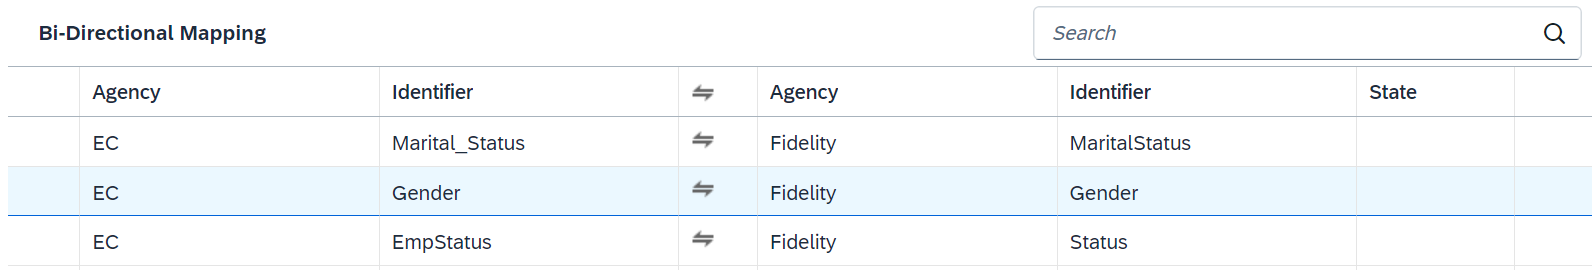 Bi-Directional Mapping Search
Agency Identifier ⇌ Agency Identifier State
EC Marital_Status ⇌ Fidelity MaritalStatus
EC Gender ⇌ Fidelity Gender
EC EmpStatus ⇌ Fidelity Status